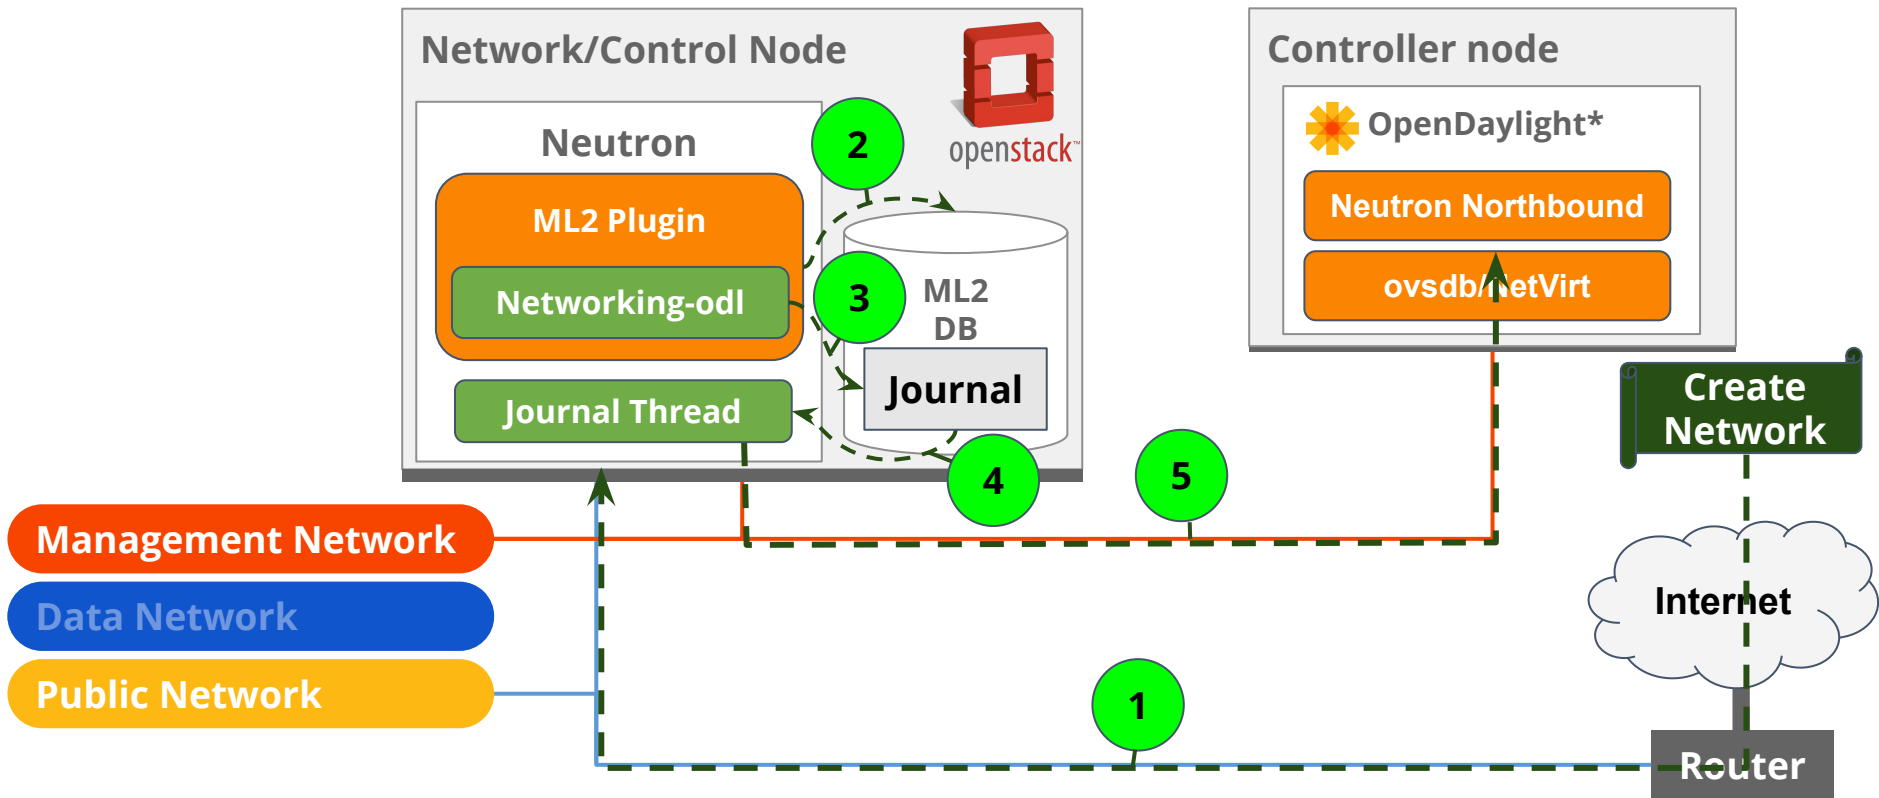 Network/Control Node
openstack™
Neutron
ML2 Plugin
Networking-odl
Journal Thread
ML2
DB
Journal
2
3
4
Controller node
OpenDaylight*
Neutron Northbound
ovsdb/NetVirt
Create
Network
5
Management Network
Data Network
Public Network
Internet
1
Router